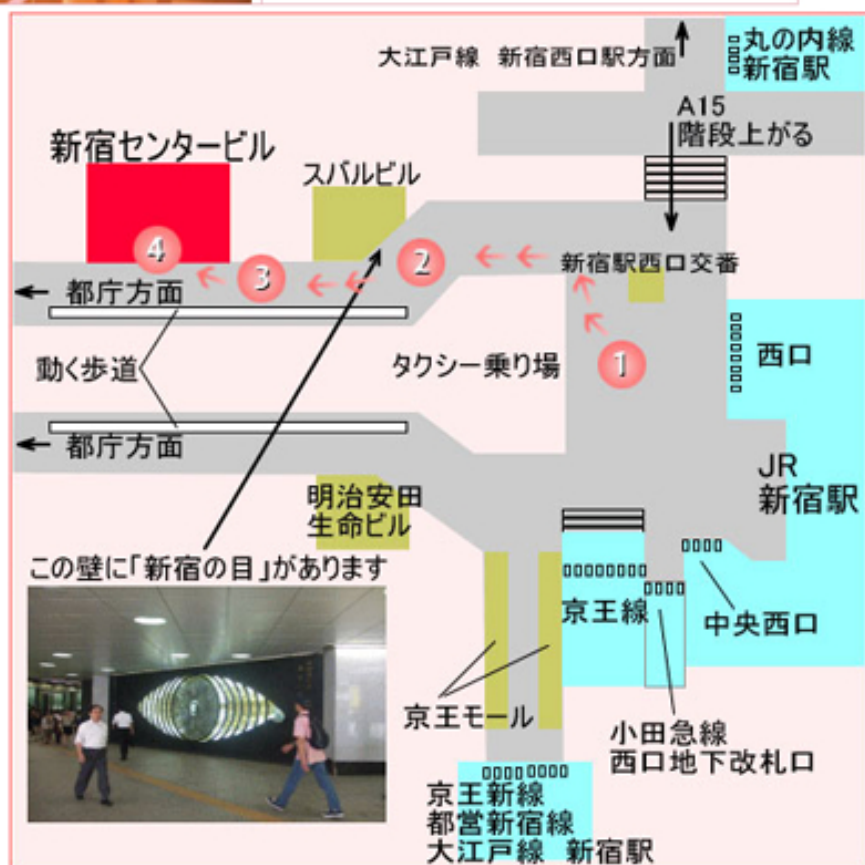 丸の内線
新宿駅
大江戸線 新宿西口駅方面
A15
階段上がる
新宿センタービル
スバルビル
4
3
2
新宿駅西口交番
都庁方面
動く歩道
タクシー乗り場
1
西口
都庁方面
JR
新宿駅
明治安田
生命ビル
この壁に「新宿の目」があります
京王線
中央西口
京王モール
小田急線
西口地下改札口
京王新線
都営新宿線
大江戸線 新宿駅